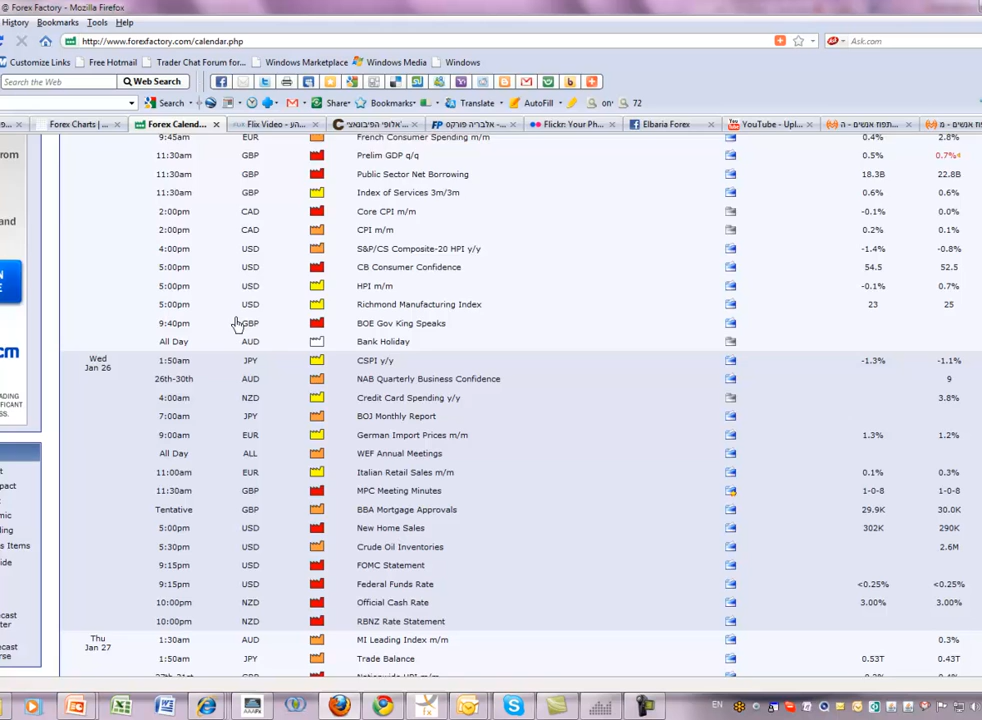 @ Forex Factory - Mozilla Firefox
History Bookmarks Tools Help
http://www.forexfactory.com/calendar.php Ask.com
Customize Links Free Hotmail Trader Chat Forum for... Windows Marketplace Windows Media Windows
Search the Web Web Search
Search Share Bookmarks Translate AutoFill on 72
Forex Charts | ... Forex Calend... Flix Video - ... Flickr: Your Ph... Elbaria Forex YouTube - Upl...
9:45am EUR French Consumer Spending m/m 0.4% 2.8%
11:30am GBP Prelim GDP q/q 0.5% 0.7%
11:30am GBP Public Sector Net Borrowing 18.3B 22.8B
11:30am GBP Index of Services 3m/3m 0.6% 0.6%
2:00pm CAD Core CPI m/m -0.1% 0.0%
2:00pm CAD CPI m/m 0.2% 0.1%
4:00pm USD S&P/CS Composite-20 HPI y/y -1.4% -0.8%
5:00pm USD CB Consumer Confidence 54.5 52.5
5:00pm USD HPI m/m -0.1% 0.7%
5:00pm USD Richmond Manufacturing Index 23 25
9:40pm GBP BOE Gov King Speaks
All Day AUD Bank Holiday
Wed Jan 26 1:50am JPY CSPI y/y -1.3% -1.1%
26th-30th AUD NAB Quarterly Business Confidence 9
4:00am NZD Credit Card Spending y/y 3.8%
7:00am JPY BOJ Monthly Report
9:00am EUR German Import Prices m/m 1.3% 1.2%
All Day ALL WEF Annual Meetings
11:00am EUR Italian Retail Sales m/m 0.1% 0.3%
11:30am GBP MPC Meeting Minutes 1-0-8 1-0-8
Tentative GBP BBA Mortgage Approvals 29.9K 30.0K
5:00pm USD New Home Sales 302K 290K
5:30pm USD Crude Oil Inventories 2.6M
9:15pm USD FOMC Statement
9:15pm USD Federal Funds Rate <0.25% <0.25%
10:00pm NZD Official Cash Rate 3.00% 3.00%
10:00pm NZD RBNZ Rate Statement
Thu Jan 27 1:30am AUD MI Leading Index m/m 0.3%
1:50am JPY Trade Balance 0.53T 0.43T
EN